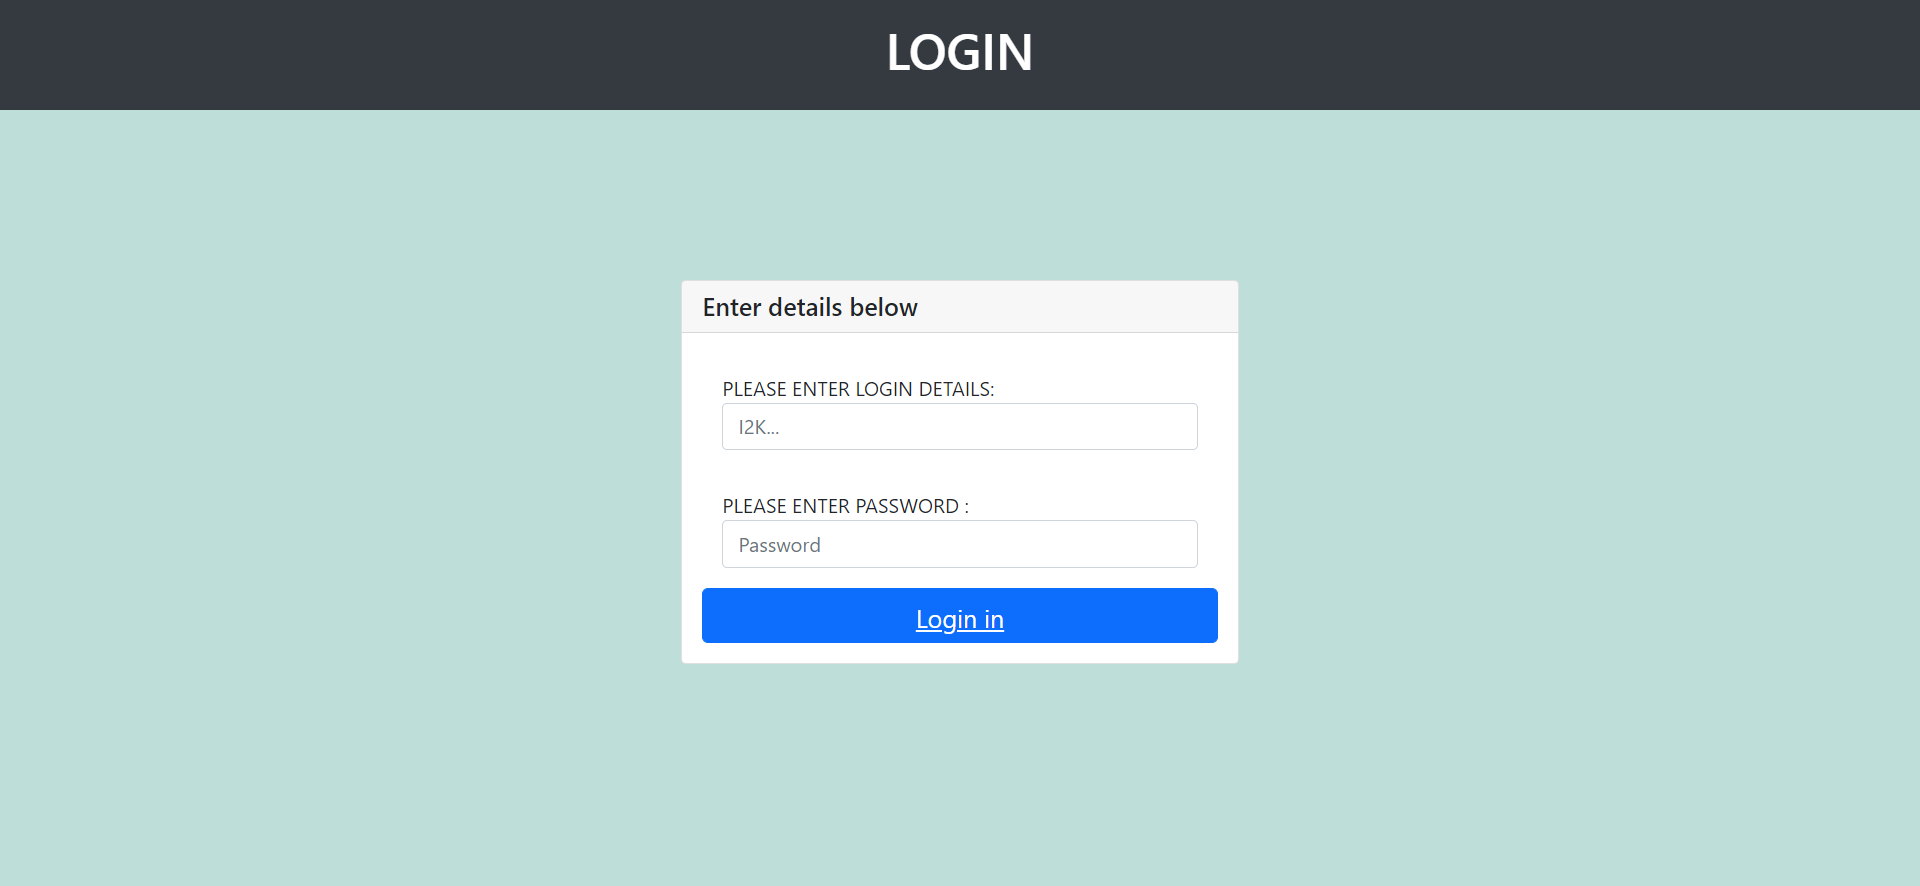 LOGIN
Enter details below
PLEASE ENTER LOGIN DETAILS:
I2K...
PLEASE ENTER PASSWORD :
Password
Login in